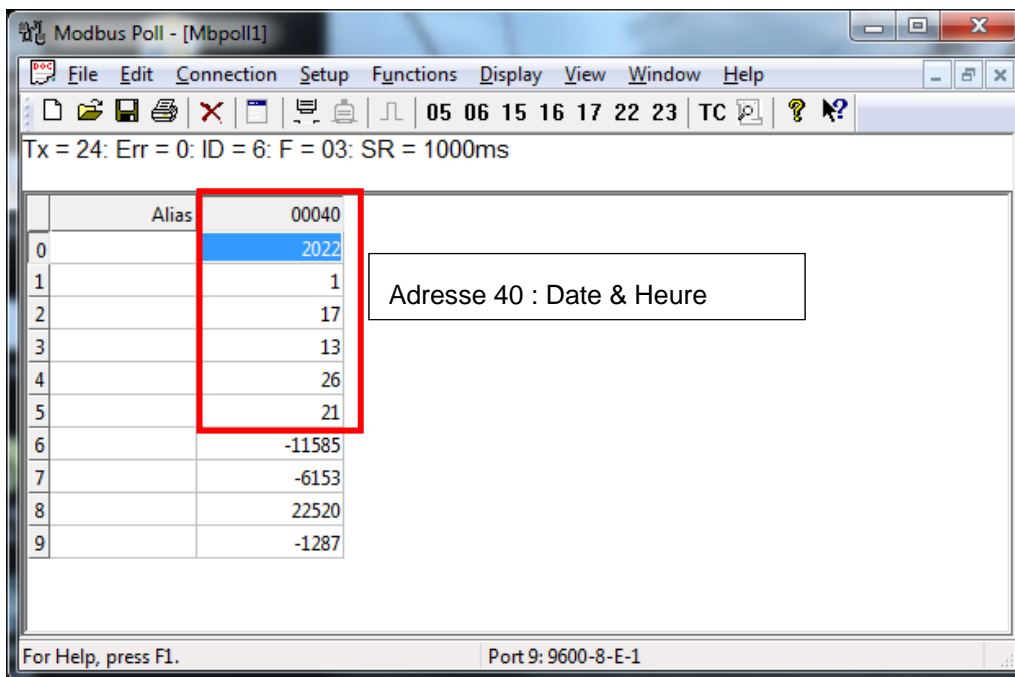 Modbus Poll - [Mbpoll1]
File Edit Connection Setup Functions Display View Window Help
05 06 15 16 17 22 23 TC
Tx = 24: Err = 0: ID = 6: F = 03: SR = 1000ms
Alias 00040
0 2022
1 1
2 17
3 13
4 26
5 21
6 -11585
7 -6153
8 22520
9 -1287
Adresse 40 : Date & Heure
For Help, press F1. Port 9: 9600-8-E-1